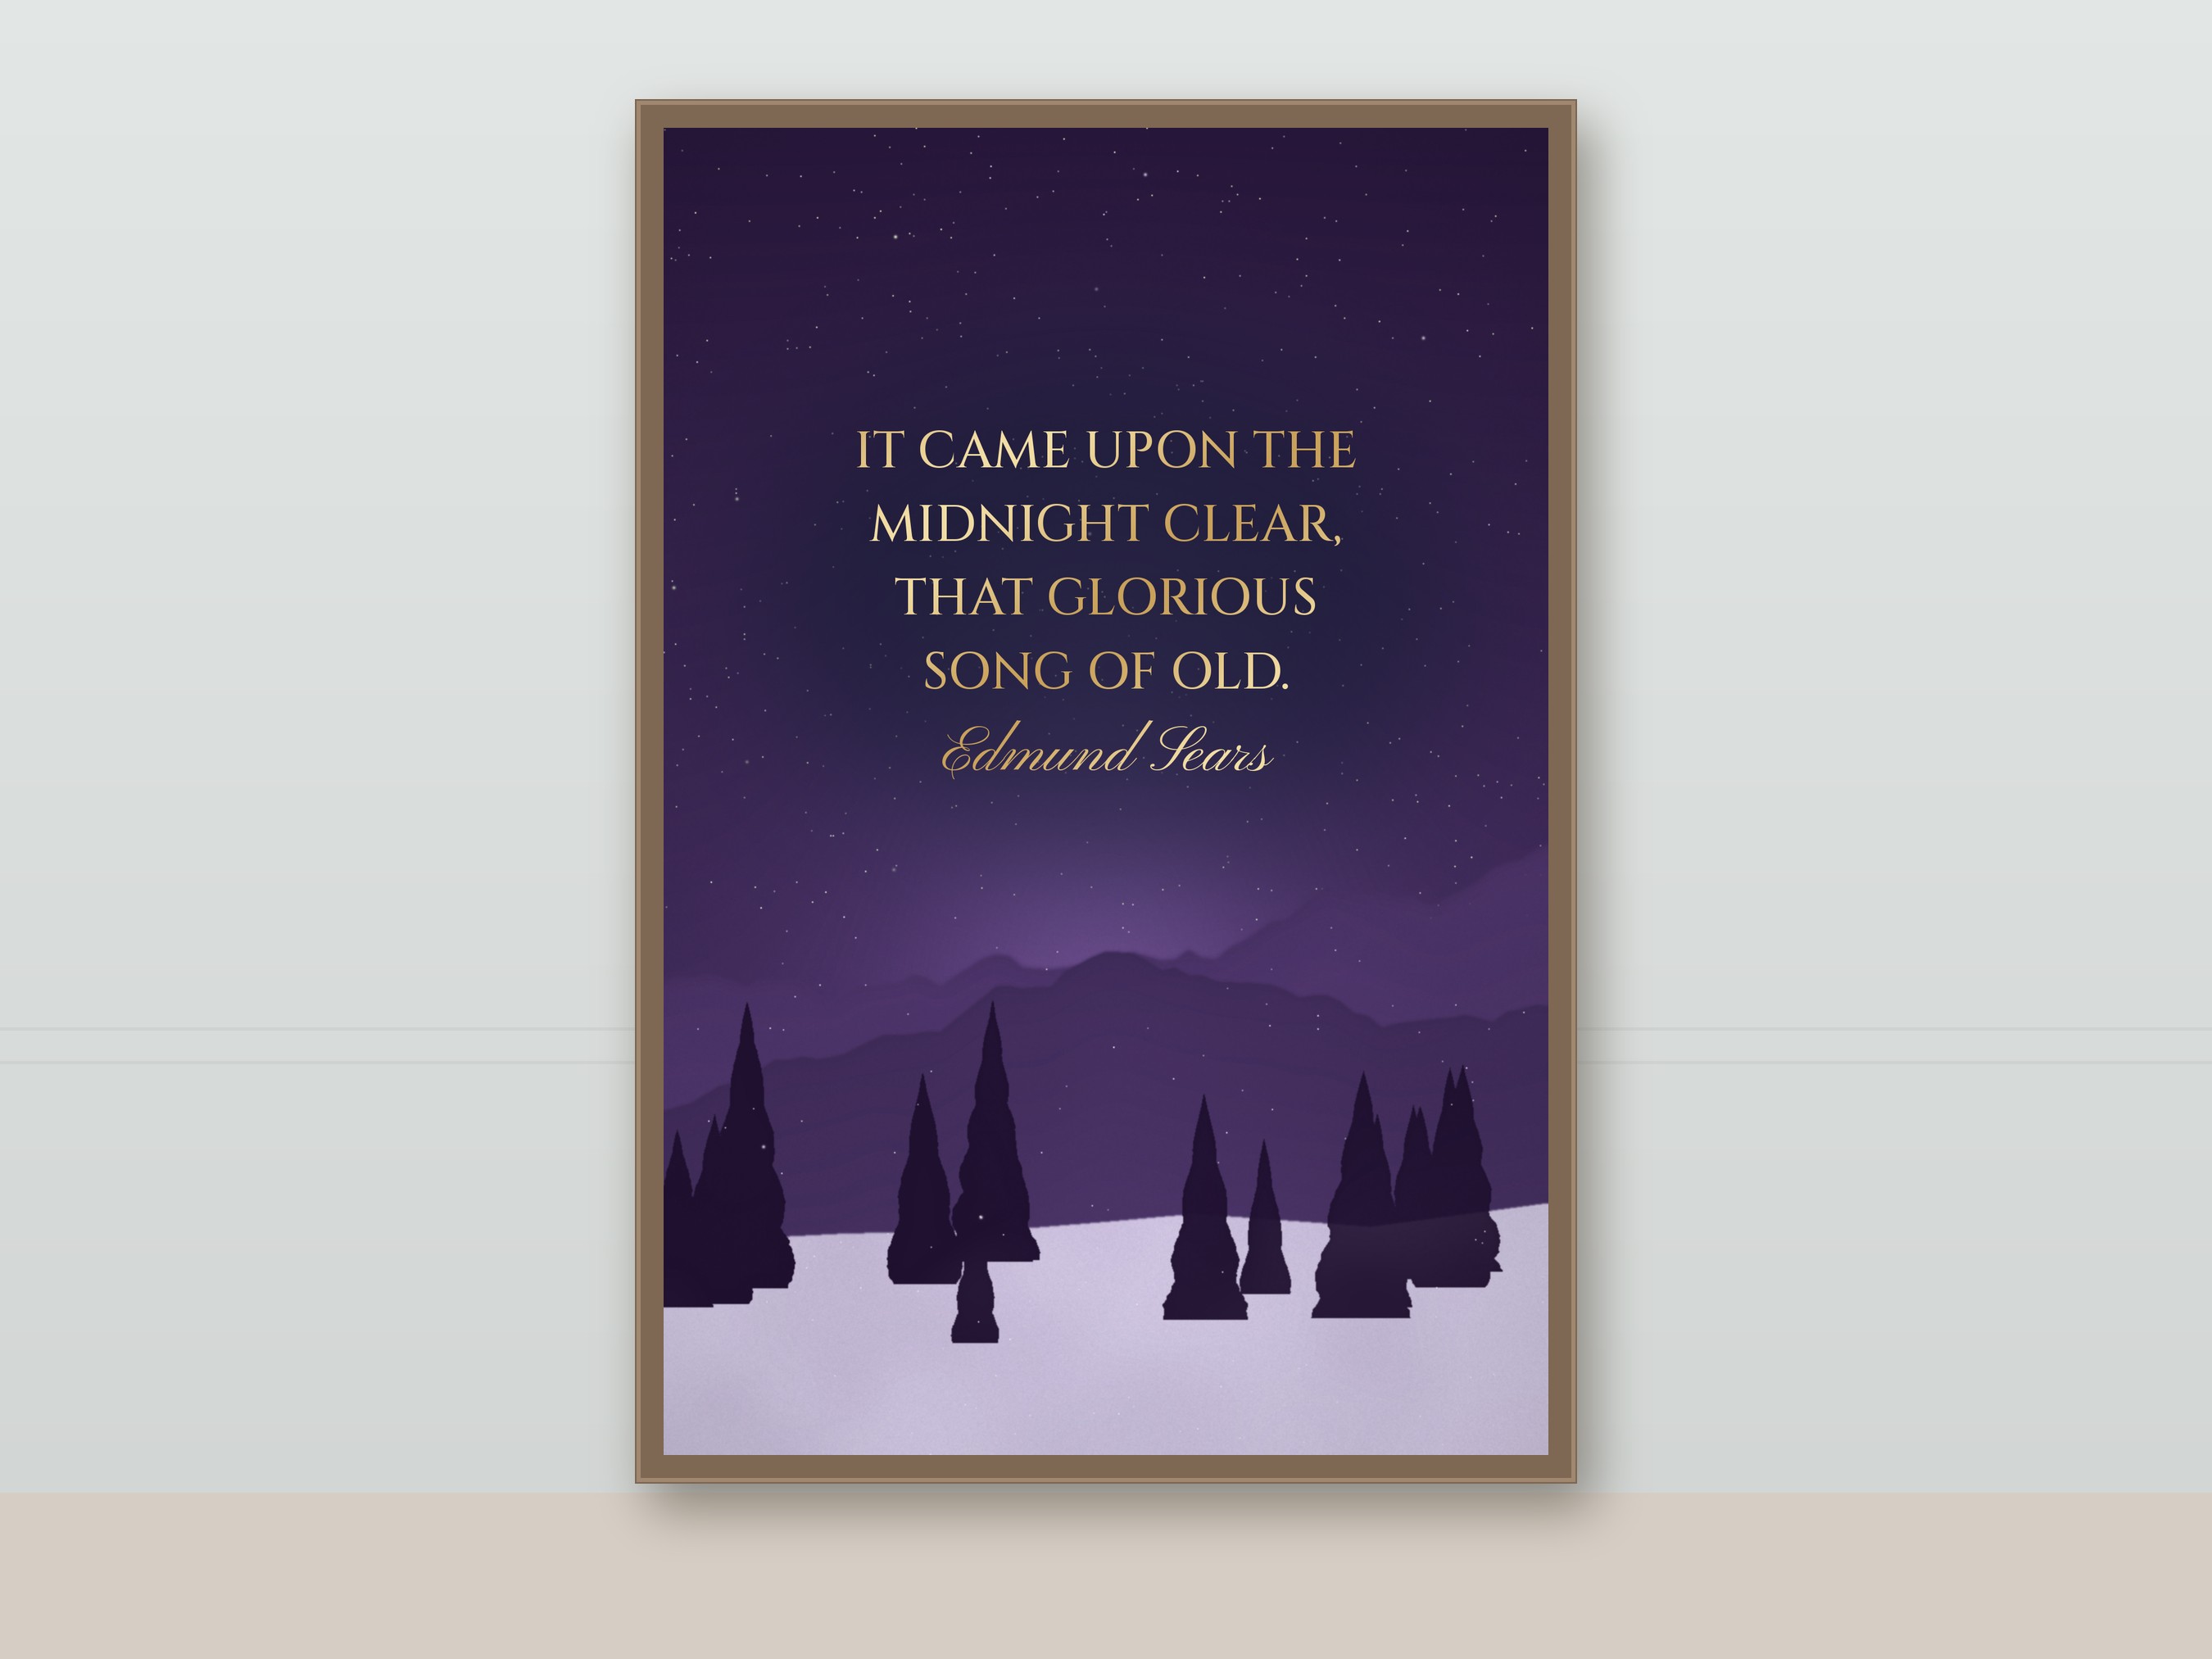 IT CAME UPON THE
MIDNIGHT CLEAR,
THAT GLORIOUS
SONG OF OLD.
Edmund Sears